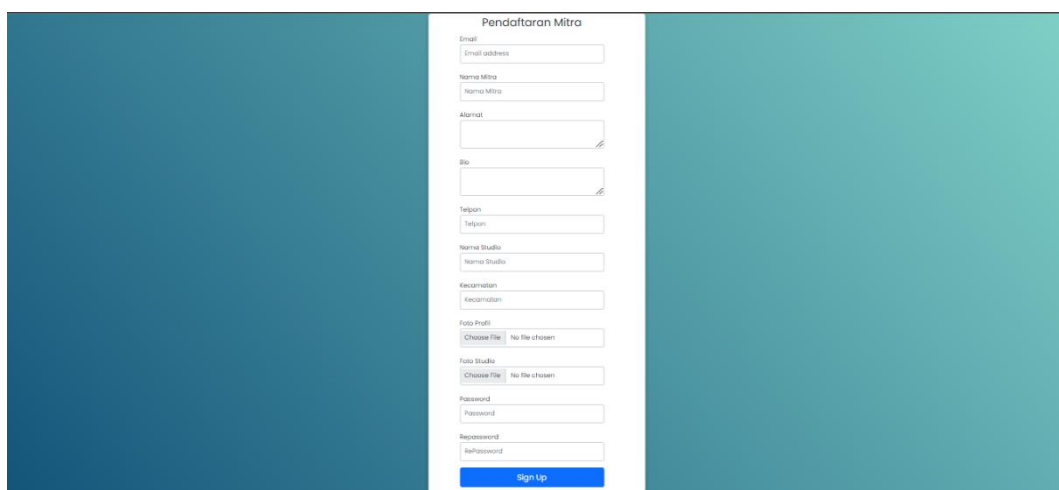 Pendaftaran Mitra
Email
Email address
Nama Mitra
Nama Mitra
Alamat
Bio
Telpon
Telpon
Nama Studio
Nama Studio
Kecamatan
Kecamatan
Foto Profil
Choose File No file chosen
Foto Studio
Choose File No file chosen
Password
Password
Repassword
RePassword
Sign Up